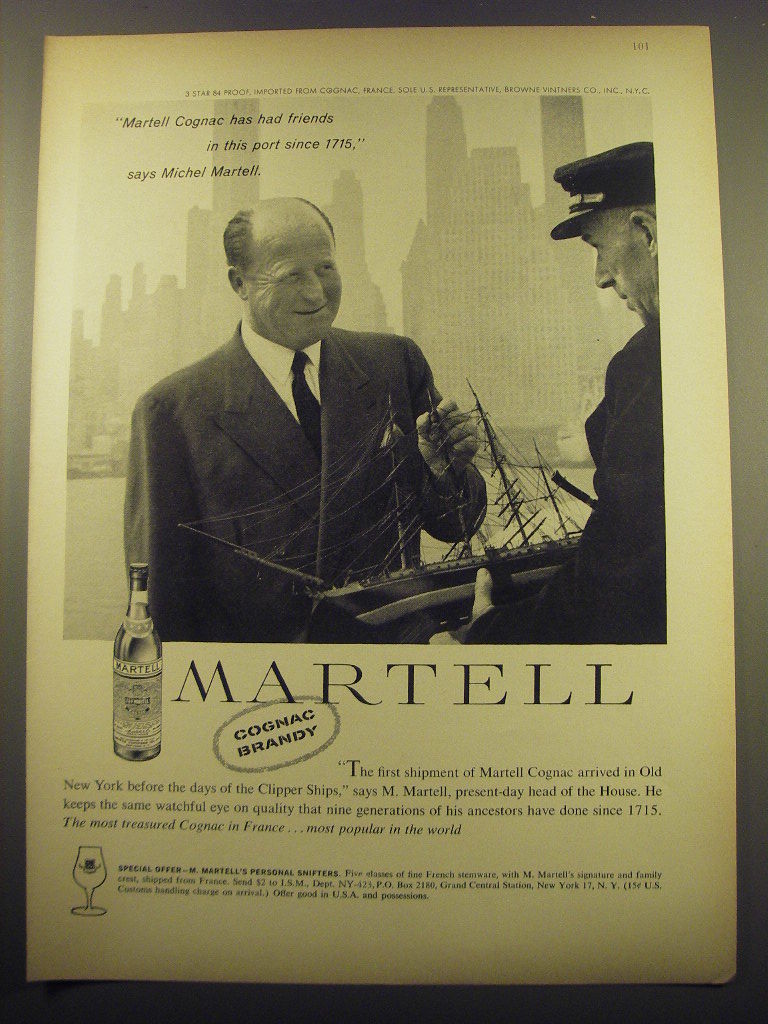 101
3 STAR 84 PROOF, IMPORTED FROM COGNAC, FRANCE. SOLE U.S. REPRESENTATIVE, BROWNE VINTNERS CO., INC., N.Y.C.
"Martell Cognac has had friends
in this port since 1715,"
says Michel Martell.
MARTELL
MARTELL
COGNAC
BRANDY
"The first shipment of Martell Cognac arrived in Old
New York before the days of the Clipper Ships," says M. Martell, present-day head of the House. He
keeps the same watchful eye on quality that nine generations of his ancestors have done since 1715.
The most treasured Cognac in France . . . most popular in the world
SPECIAL OFFER—M. MARTELL'S PERSONAL SNIFTERS. Five glasses of fine French stemware, with M. Martell's signature and family
crest, shipped from France. Send $2 to I.S.M., Dept. NY-423, P.O. Box 2180, Grand Central Station, New York 17, N. Y. (15¢ U.S.
Customs handling charge on arrival.) Offer good in U.S.A. and possessions.